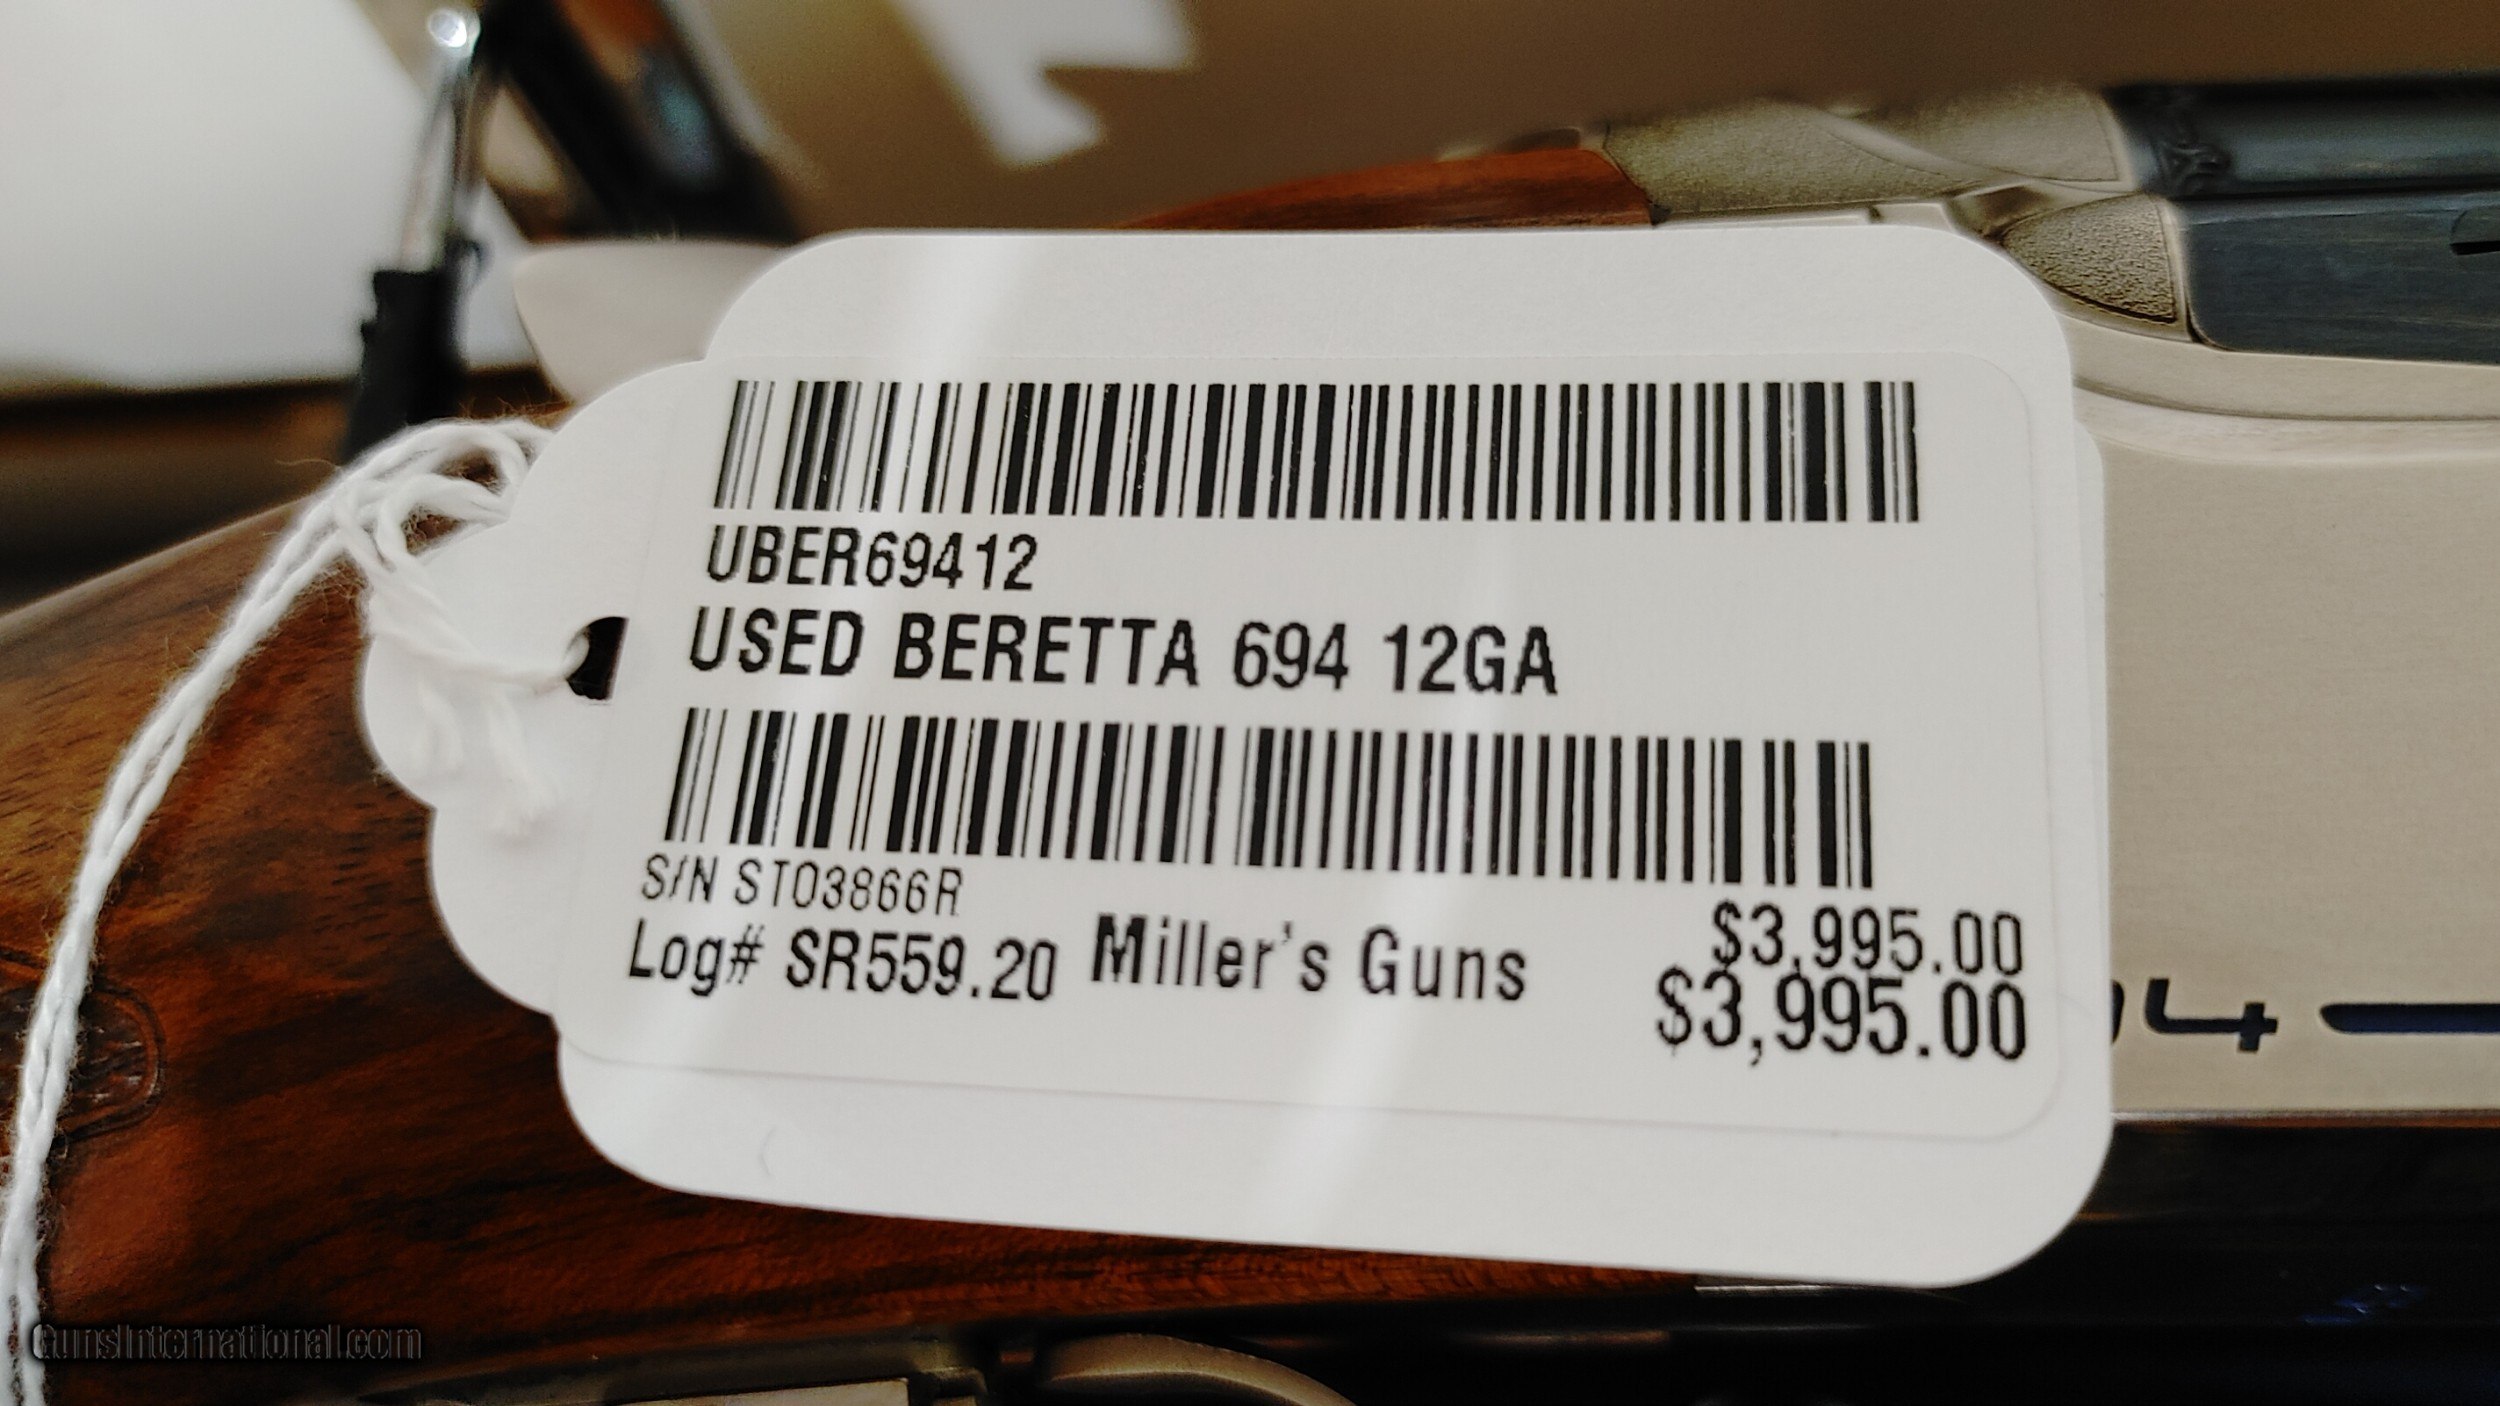 UBER69412
USED BERETTA 694 12GA
S/N ST03866R
$3,995.00
Log# SR559.20 Miller's Guns
$3,995.00
94
GunsInternational.com